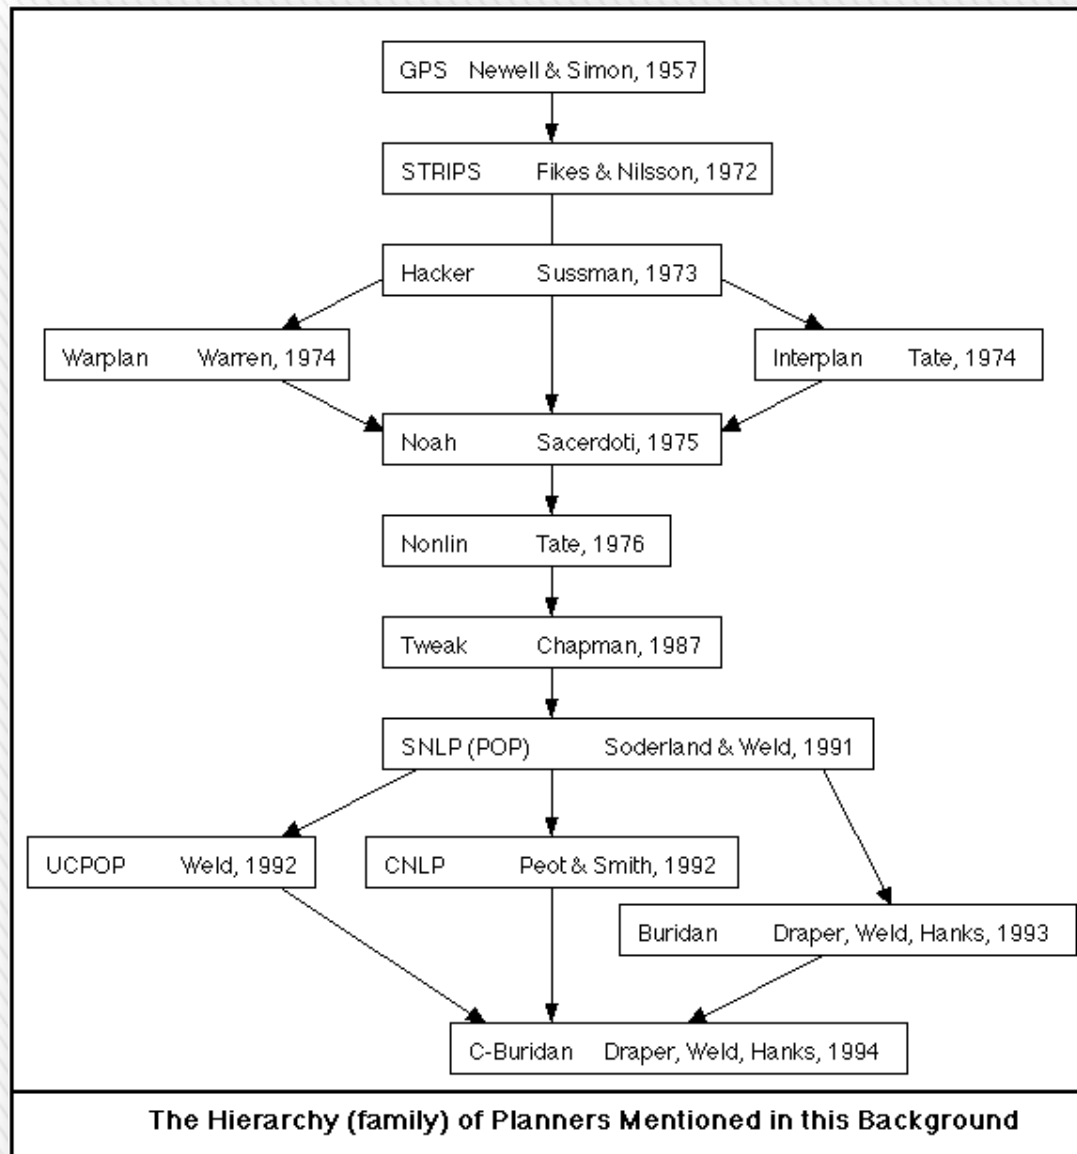 GPS Newell & Simon, 1957
STRIPS Fikes & Nilsson, 1972
Hacker Sussman, 1973
Warplan Warren, 1974
Interplan Tate, 1974
Noah Sacerdoti, 1975
Nonlin Tate, 1976
Tweak Chapman, 1987
SNLP (POP) Soderland & Weld, 1991
UCPOP Weld, 1992
CNLP Peot & Smith, 1992
Buridan Draper, Weld, Hanks, 1993
C-Buridan Draper, Weld, Hanks, 1994
The Hierarchy (family) of Planners Mentioned in this Background